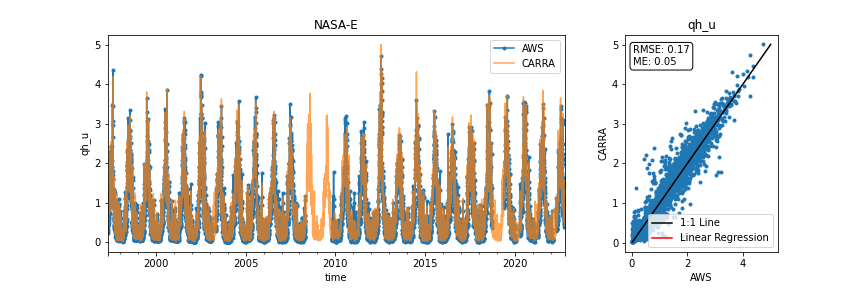 NASA-E
qh_u
5
4
3
2
1
0
qh_u
AWS
CARRA
2000
2005
2010
2015
2020
time
5
4
3
2
1
0
CARRA
RMSE: 0.17
ME: 0.05
1:1 Line
Linear Regression
0
2
4
AWS